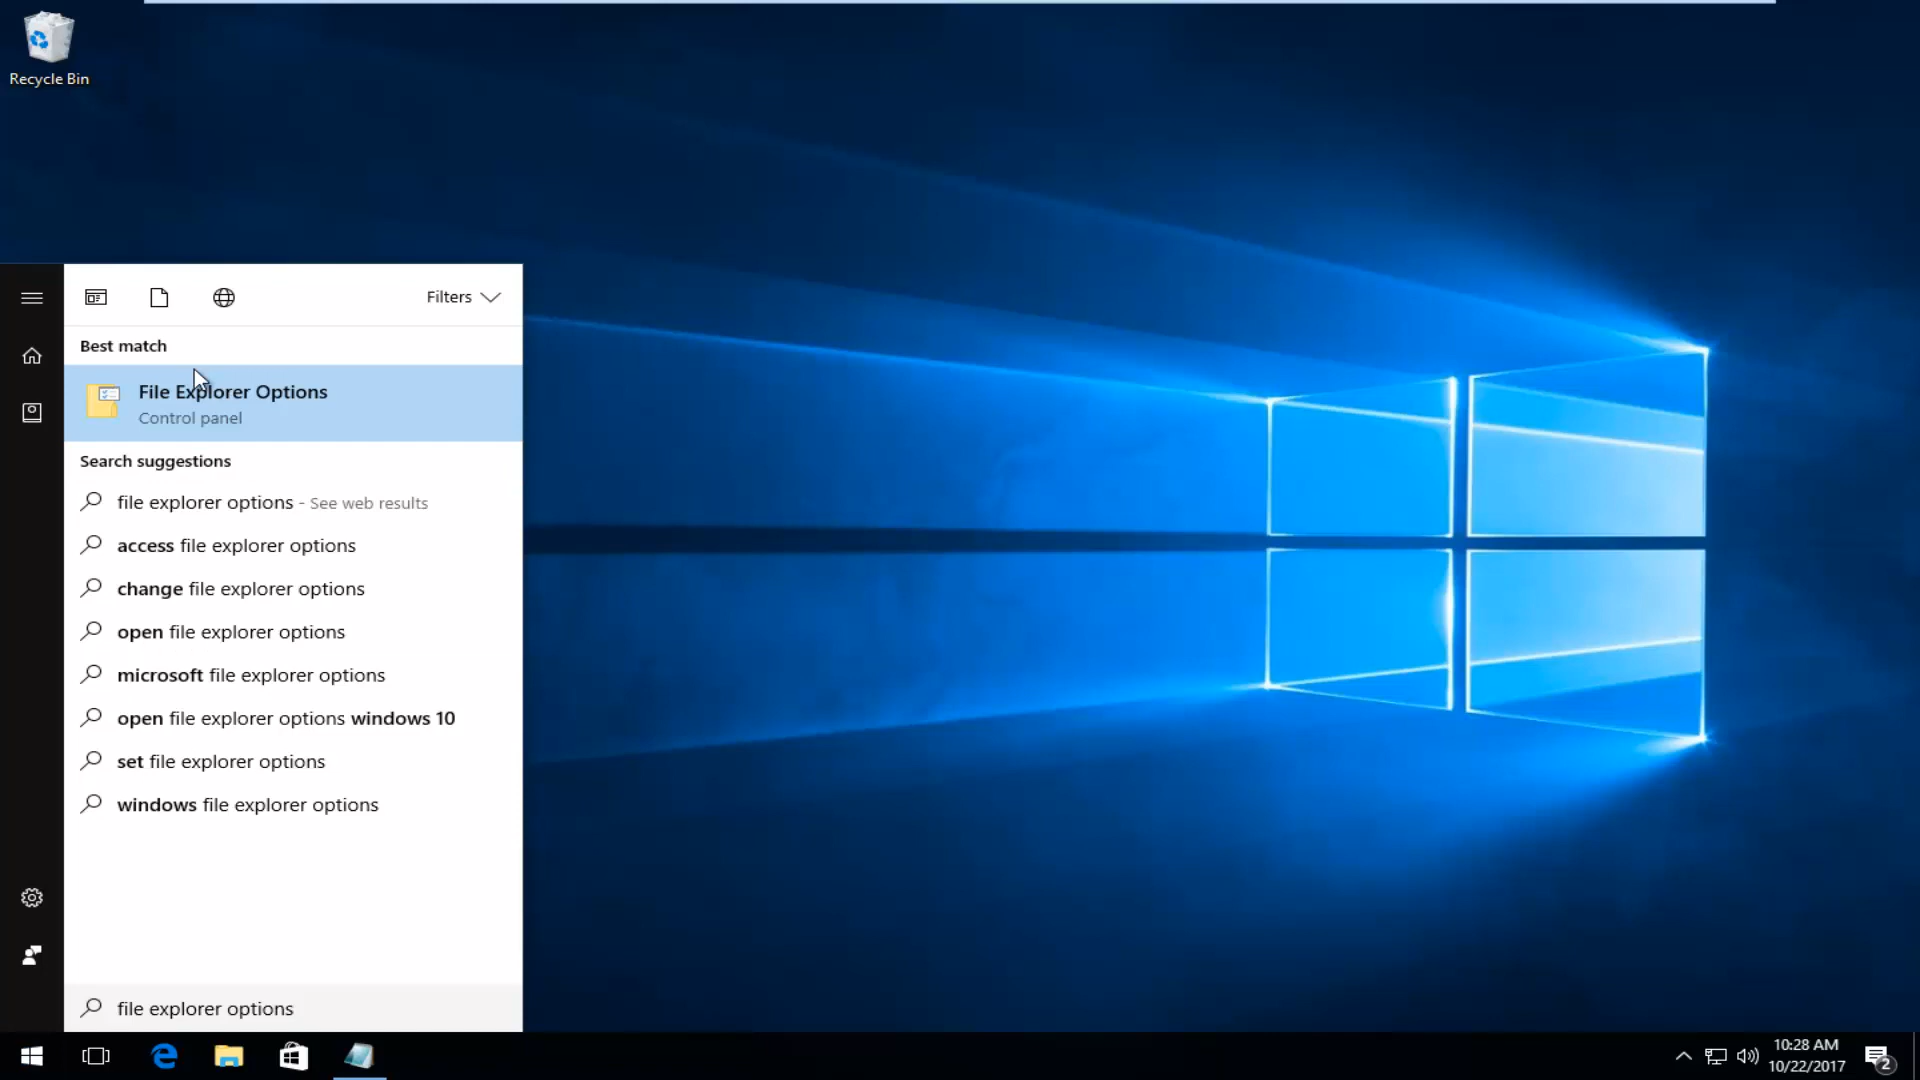 Recycle Bin
Filters
Best match
File Explorer Options
Control panel
Search suggestions
file explorer options - See web results
access file explorer options
change file explorer options
open file explorer options
microsoft file explorer options
open file explorer options windows 10
set file explorer options
windows file explorer options
file explorer options
10:28 AM
10/22/2017
2